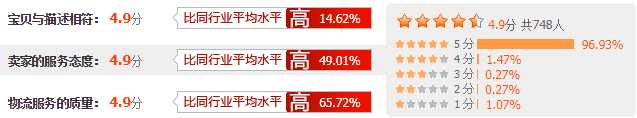 宝贝与描述相符： 4.9分 比同行业平均水平 高 14.62%
卖家的服务态度： 4.9分 比同行业平均水平 高 49.01%
物流服务的质量： 4.9分 比同行业平均水平 高 65.72%
4.9分 共748人
5分 96.93%
4分 1.47%
3分 0.27%
2分 0.27%
1分 1.07%